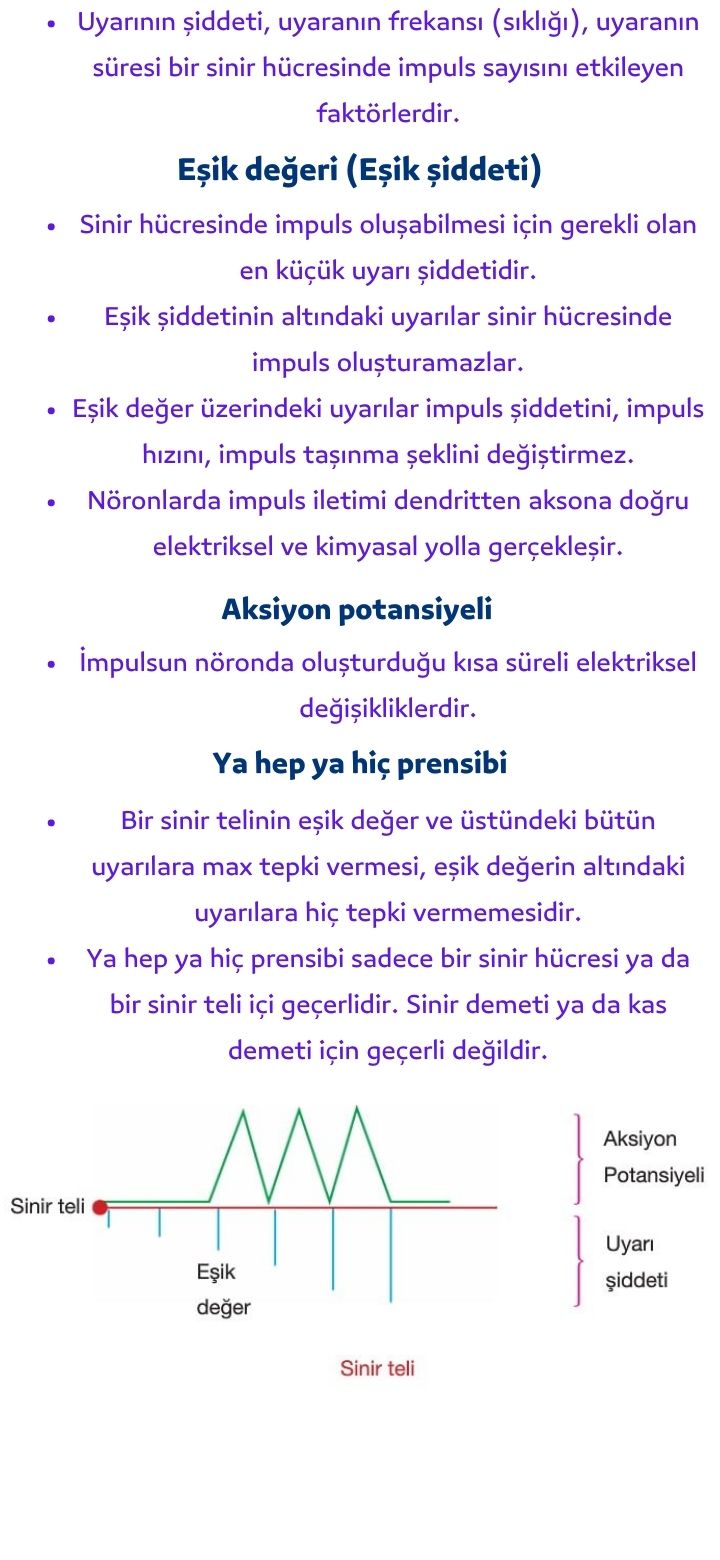 • Uyarının şiddeti, uyaranın frekansı (sıklığı), uyaranın
süresi bir sinir hücresinde impuls sayısını etkileyen
faktörlerdir.
Eşik değeri (Eşik şiddeti)
• Sinir hücresinde impuls oluşabilmesi için gerekli olan
en küçük uyarı şiddetidir.
• Eşik şiddetinin altındaki uyarılar sinir hücresinde
impuls oluşturamazlar.
• Eşik değer üzerindeki uyarılar impuls şiddetini, impuls
hızını, impuls taşınma şeklini değiştirmez.
• Nöronlarda impuls iletimi dendritten aksona doğru
elektriksel ve kimyasal yolla gerçekleşir.
Aksiyon potansiyeli
• İmpulsun nöronda oluşturduğu kısa süreli elektriksel
değişikliklerdir.
Ya hep ya hiç prensibi
• Bir sinir telinin eşik değer ve üstündeki bütün
uyarılara max tepki vermesi, eşik değerin altındaki
uyarılara hiç tepki vermemesidir.
• Ya hep ya hiç prensibi sadece bir sinir hücresi ya da
bir sinir teli içi geçerlidir. Sinir demeti ya da kas
demeti için geçerli değildir.
Aksiyon
Potansiyeli
Sinir teli
Uyarı
şiddeti
Eşik
değer
Sinir teli